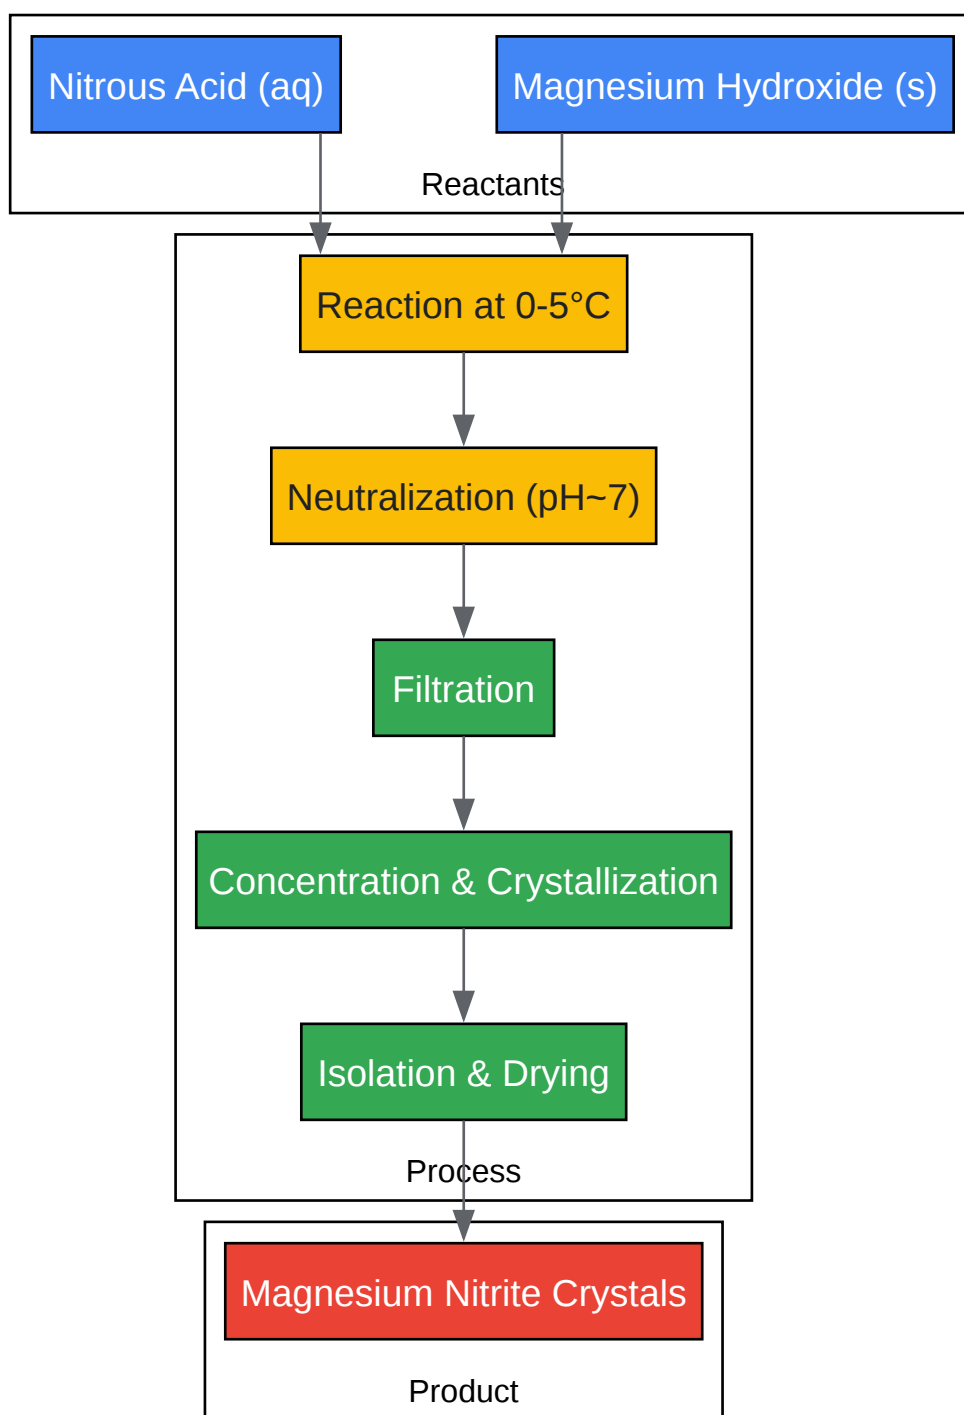 Nitrous Acid (aq)
Magnesium Hydroxide (s)
Reactants
Reaction at 0-5°C
Neutralization (pH~7)
Filtration
Concentration & Crystallization
Isolation & Drying
Process
Magnesium Nitrite Crystals
Product